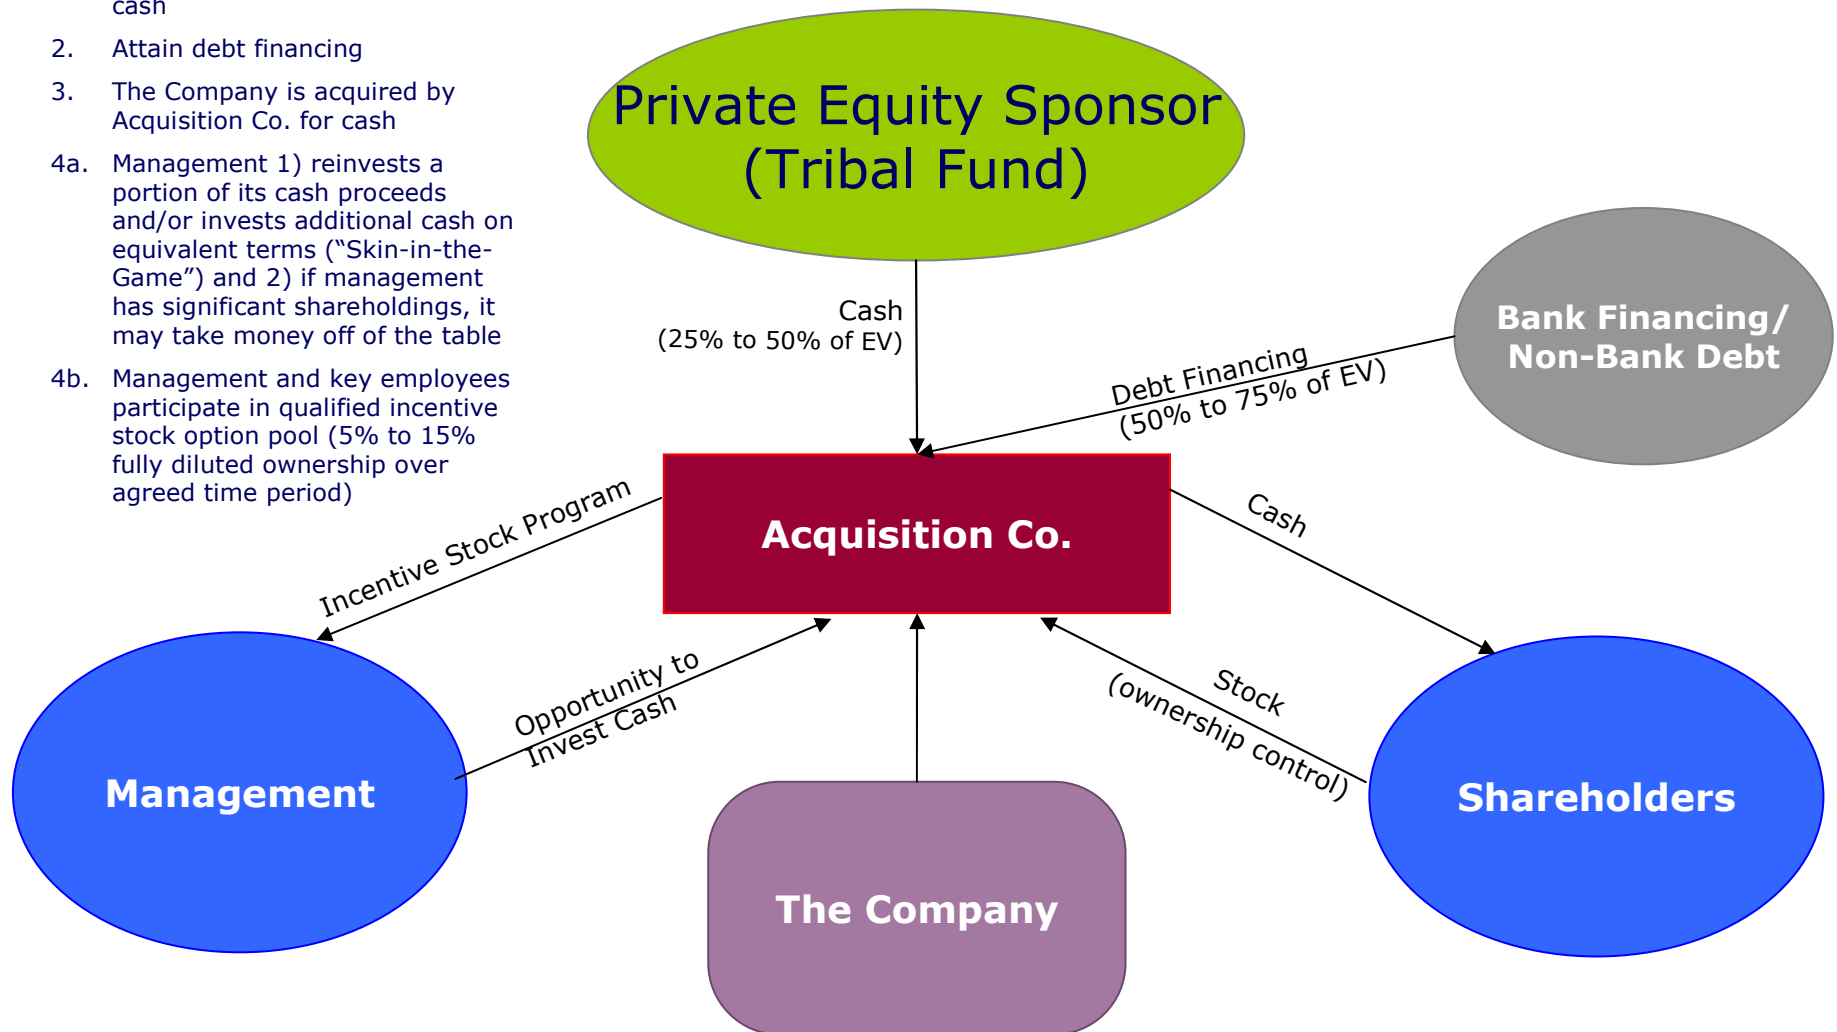 cash
2. Attain debt financing
3. The Company is acquired by
Acquisition Co. for cash
4a. Management 1) reinvests a
portion of its cash proceeds
and/or invests additional cash on
equivalent terms (“Skin-in-the-
Game”) and 2) if management
has significant shareholdings, it
may take money off of the table
4b. Management and key employees
participate in qualified incentive
stock option pool (5% to 15%
fully diluted ownership over
agreed time period)
Private Equity Sponsor
(Tribal Fund)
Cash
(25% to 50% of EV)
Bank Financing/
Non-Bank Debt
Debt Financing
(50% to 75% of EV)
Acquisition Co.
Incentive Stock Program
Cash
Opportunity to
Invest Cash
Stock
(ownership control)
Management
Shareholders
The Company